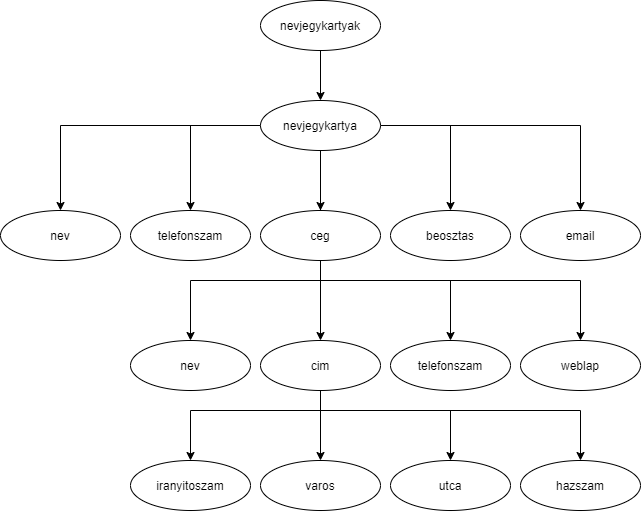 nevjegykartyak
nevjegykartya
nev
telefonszam
ceg
beosztas
email
nev
cim
telefonszam
weblap
iranyitoszam
varos
utca
hazszam